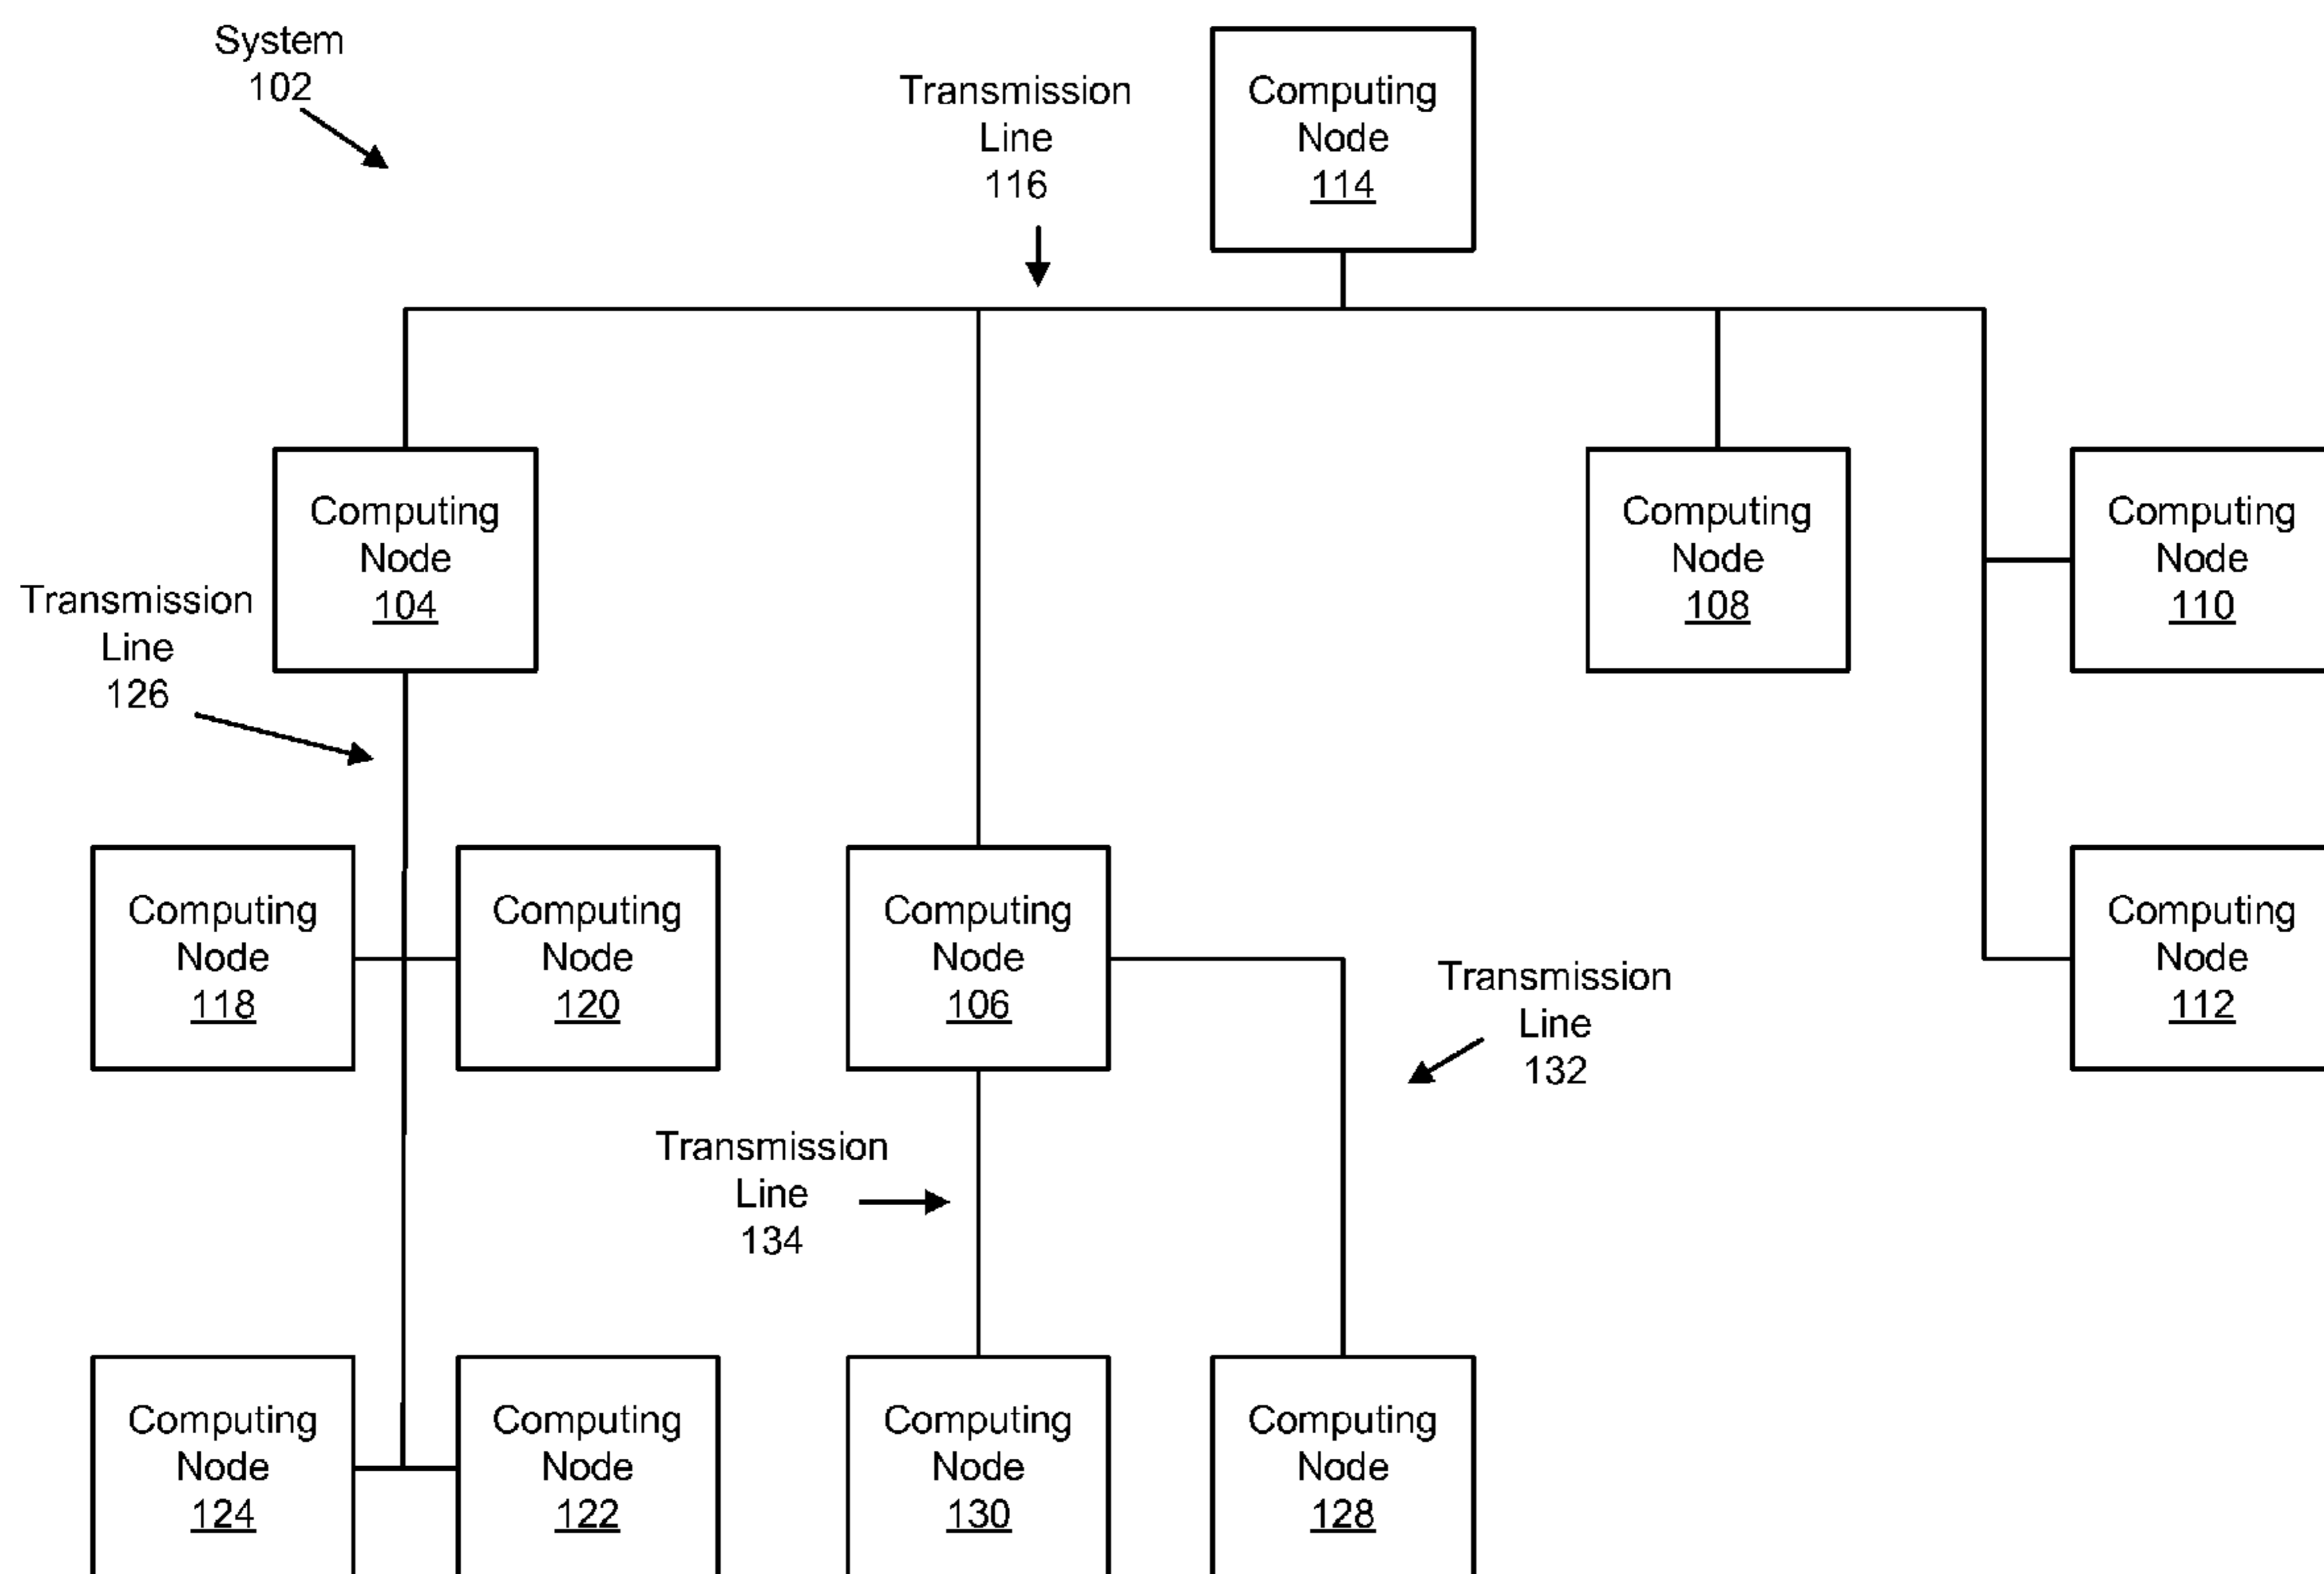 System
102
Transmission
Line
116
Computing
Node
114
Computing
Node
104
Computing
Node
108
Computing
Node
110
Transmission
Line
126
Computing
Node
118
Computing
Node
120
Computing
Node
106
Transmission
Line
132
Computing
Node
112
Transmission
Line
134
Computing
Node
124
Computing
Node
122
Computing
Node
130
Computing
Node
128